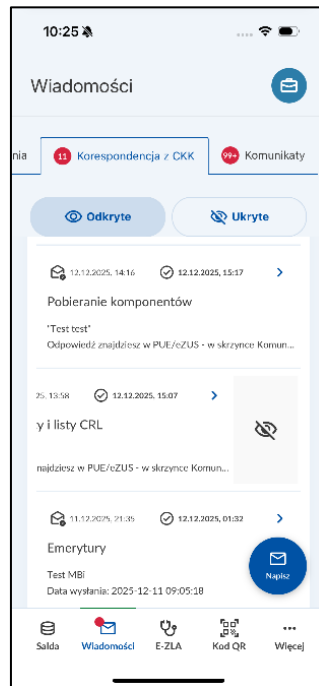 10:25
Wiadomości
nia
11 Korespondencja z CKK
99+ Komunikaty
Odkryte
Ukryte
12.12.2025, 14:16 12.12.2025, 15:17
Pobieranie komponentów
"Test test"
Odpowiedź znajdziesz w PUE/eZUS - w skrzynce Komun...
25, 13:58 12.12.2025, 15:07
y i listy CRL
najdziesz w PUE/eZUS - w skrzynce Komun...
11.12.2025, 21:35 12.12.2025, 01:32
Emerytury
Test MBi
Data wysłania: 2025-12-11 09:05:18
Napisz
Salda
Wiadomości
E-ZLA
Kod QR
Więcej